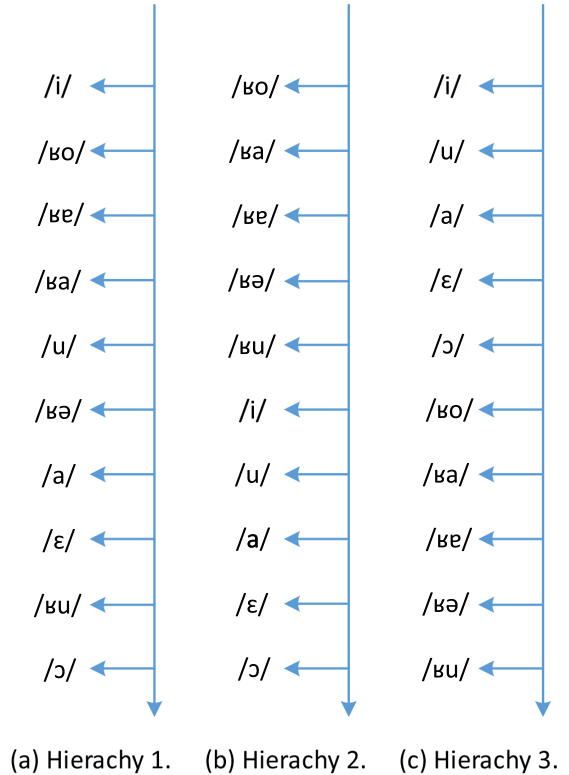 /i/
/ʁo/
/ʁɐ/
/ʁa/
/u/
/ʁə/
/a/
/ɛ/
/ʁu/
/ɔ/
(a) Hierachy 1.
/ʁo/
/ʁa/
/ʁɐ/
/ʁə/
/ʁu/
/i/
/u/
/a/
/ɛ/
/ɔ/
(b) Hierachy 2.
/i/
/u/
/a/
/ɛ/
/ɔ/
/ʁo/
/ʁa/
/ʁɐ/
/ʁə/
/ʁu/
(c) Hierachy 3.